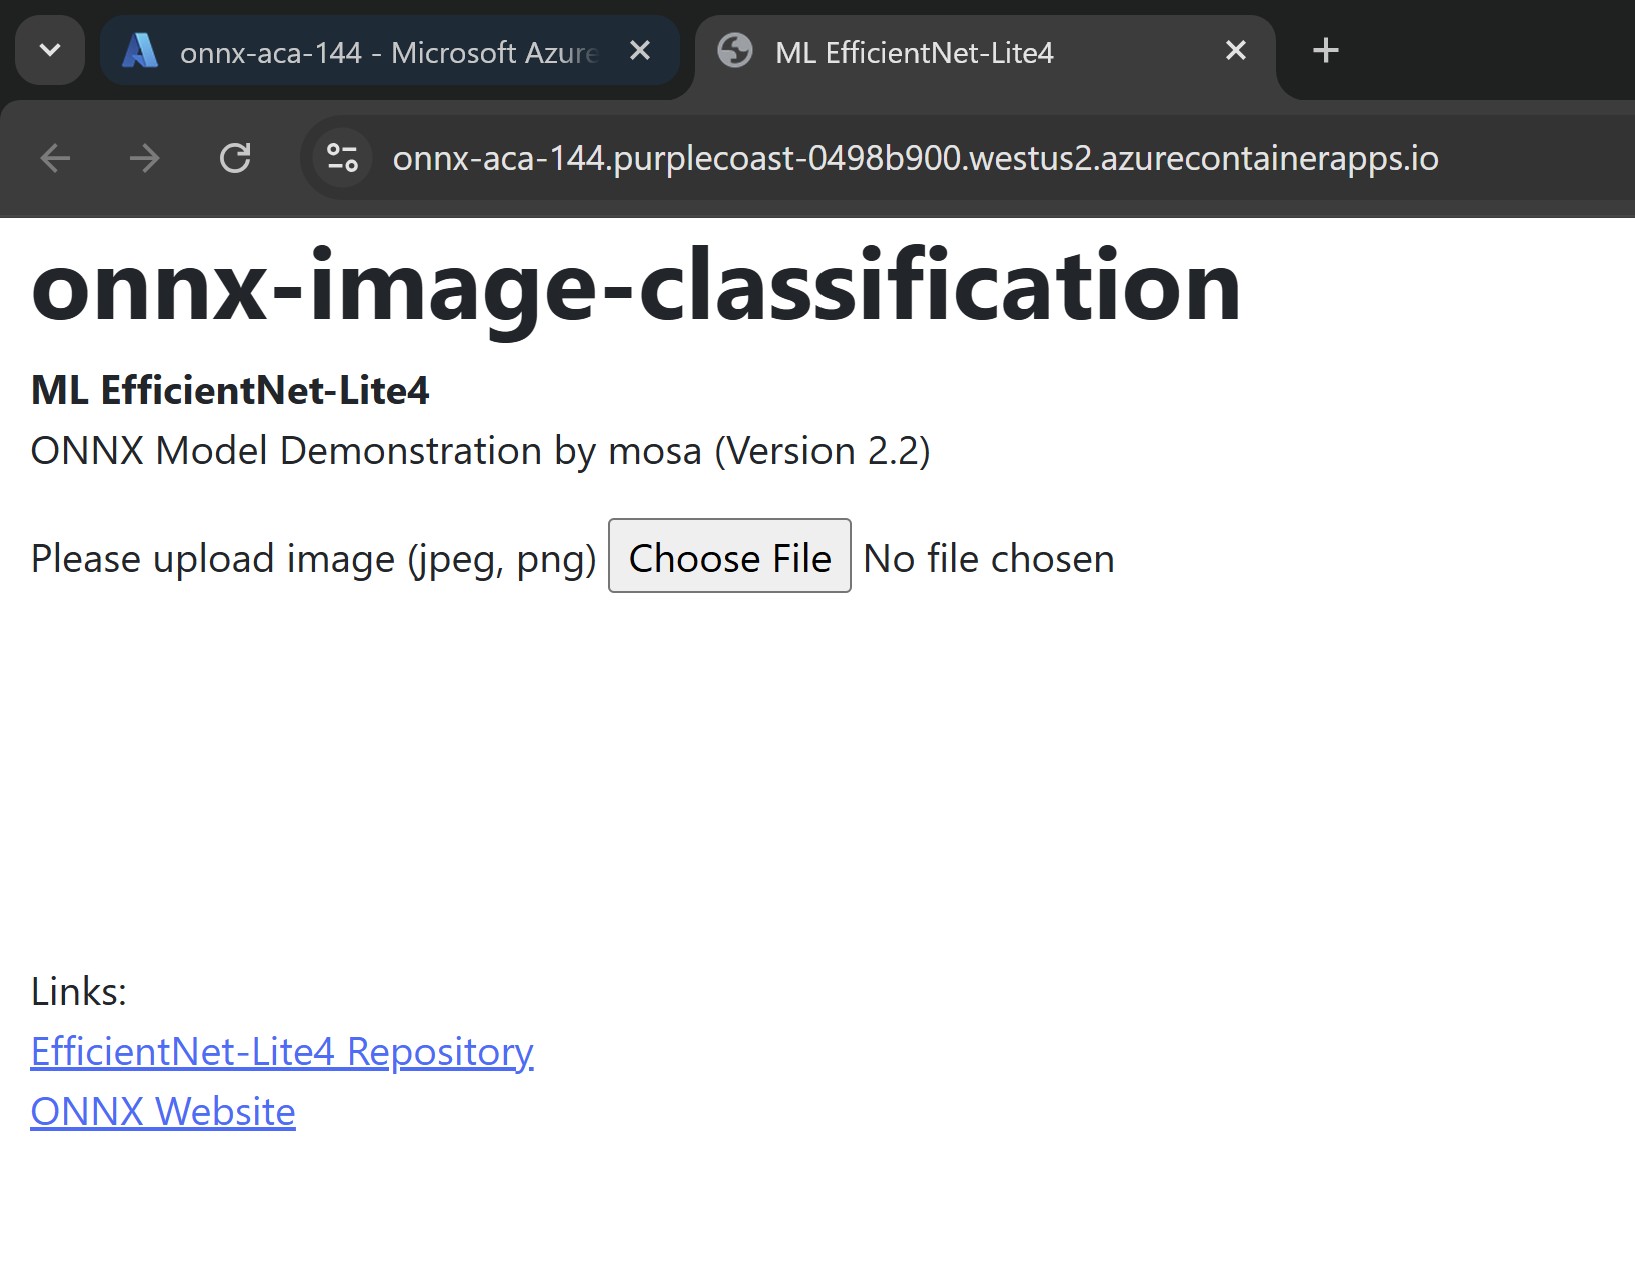 onnx-aca-144 - Microsoft Azure
ML EfficientNet-Lite4
onnx-aca-144.purplecoast-0498b900.westus2.azurecontainerapps.io
onnx-image-classification
ML EfficientNet-Lite4
ONNX Model Demonstration by mosa (Version 2.2)
Please upload image (jpeg, png) Choose File No file chosen
Links:
EfficientNet-Lite4 Repository
ONNX Website